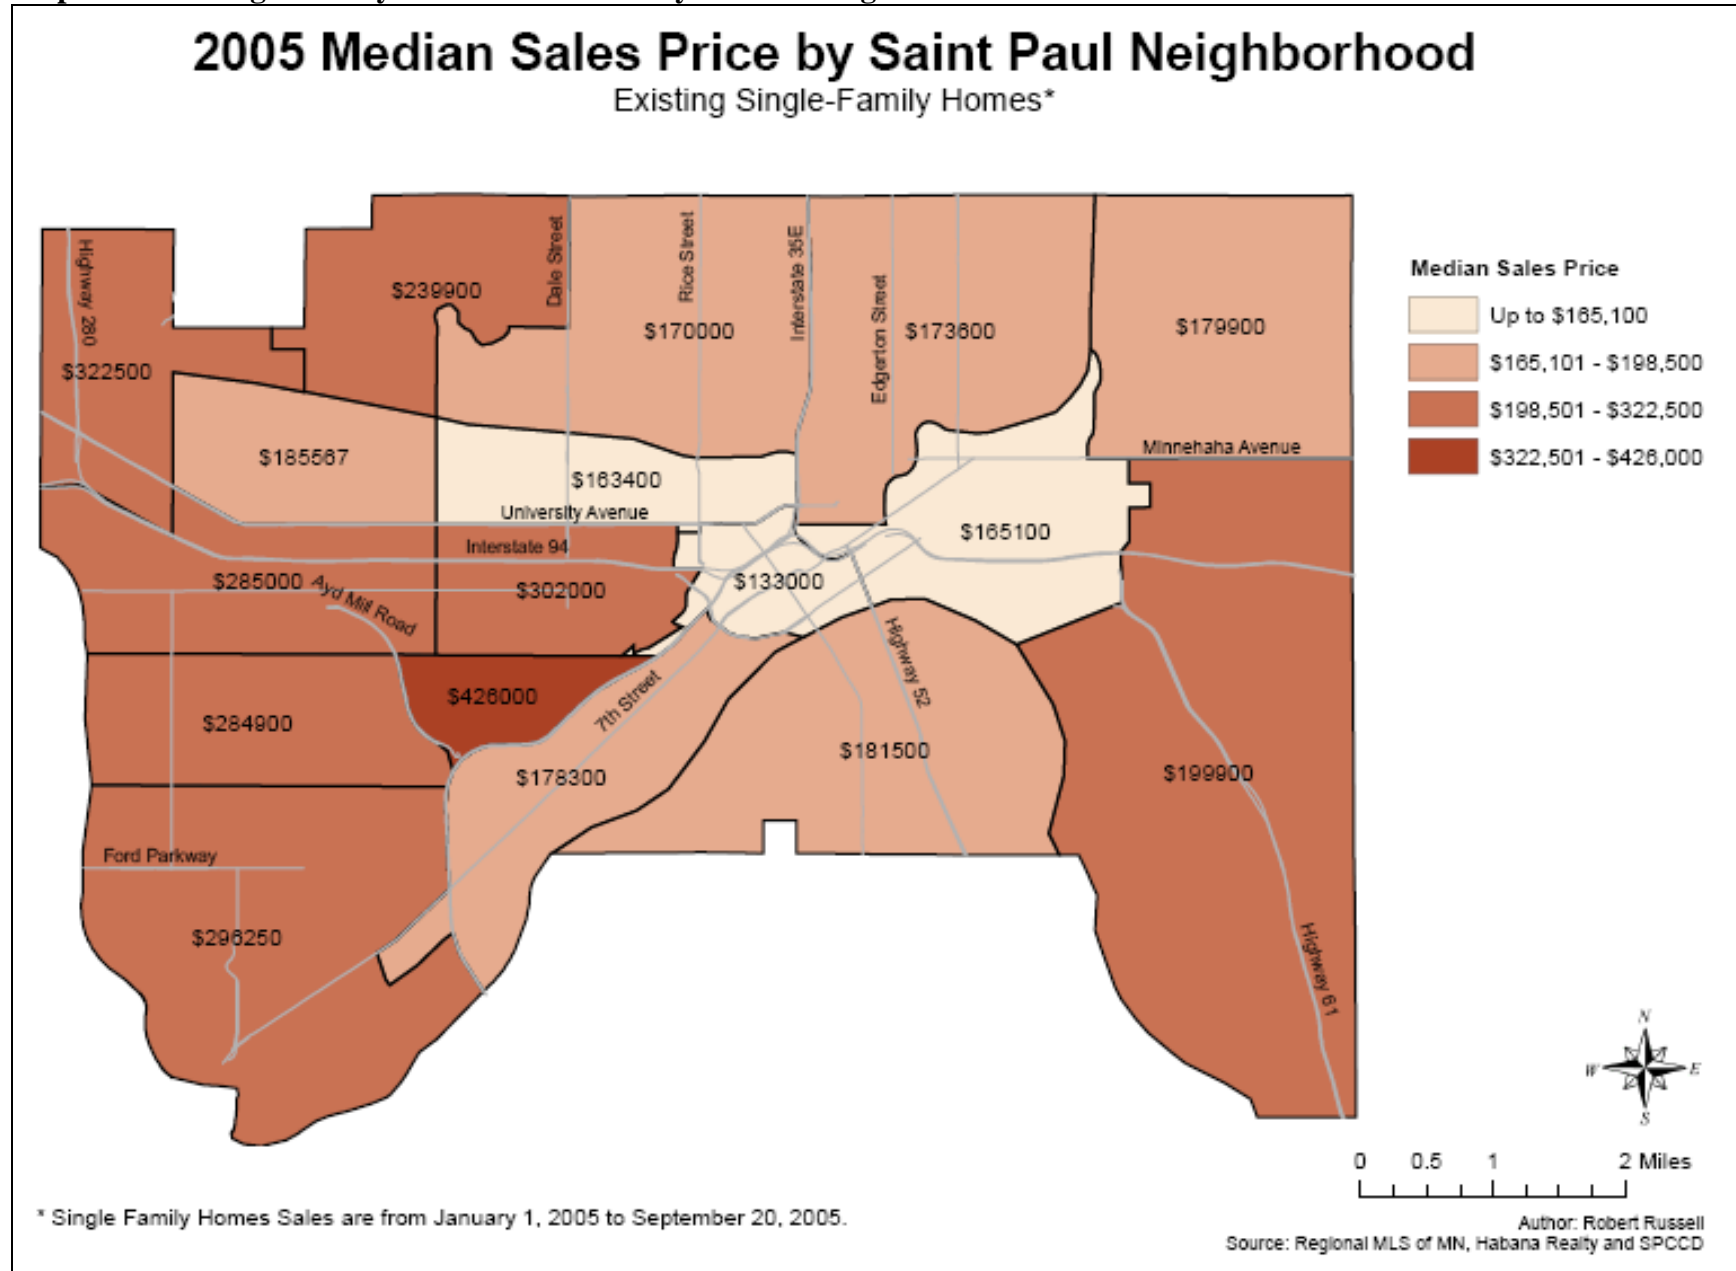 2005 Median Sales Price by Saint Paul Neighborhood
Existing Single-Family Homes*
Highway 280
Dale Street
Rice Street
Interstate 35E
Edgerton Street
$239900
$170000
$173600
$179900
$322500
Minnehaha Avenue
$185567
$163400
University Avenue
$165100
Interstate 94
$285000
Ayd Mill Road
$302000
$133000
Highway 52
$426000
7th Street
$284900
$178300
$181500
$199900
Ford Parkway
$296250
Highway 61
Median Sales Price
Up to $165,100
$165,101 - $198,500
$198,501 - $322,500
$322,501 - $426,000
N
W
E
S
0 0.5 1 2 Miles
* Single Family Homes Sales are from January 1, 2005 to September 20, 2005.
Author: Robert Russell
Source: Regional MLS of MN, Habana Realty and SPCCD